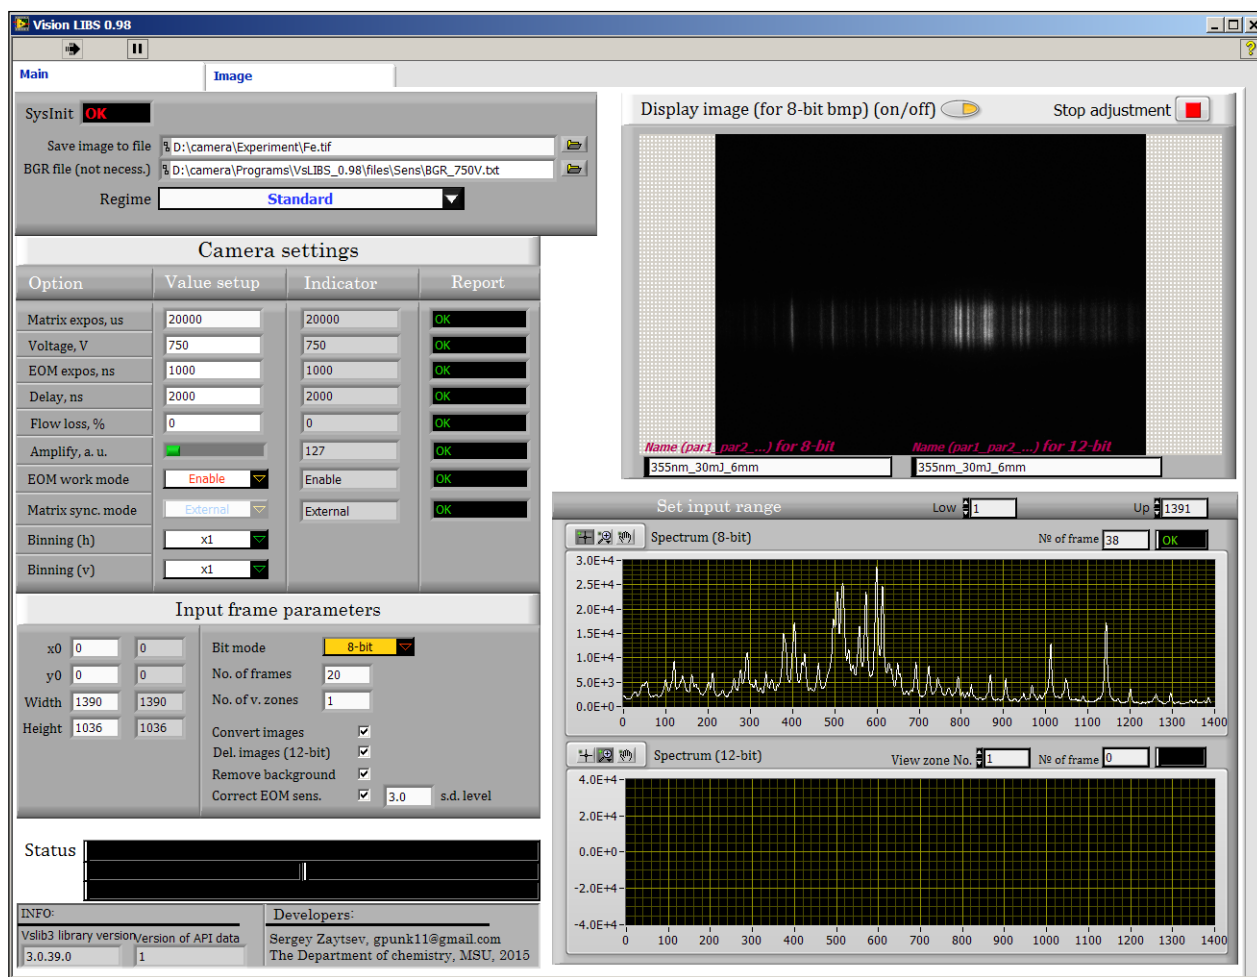 Vision LIBS 0.98
Main
Image
SysInit OK
Save image to file D:\camera\Experiment\Fe.tif
BGR file (not necess.) D:\camera\Programs\VsLIBS_0.98\files\Sens\BGR_750V.txt
Regime Standard
Camera settings
Option Value setup Indicator Report
Matrix expos, us 20000 20000 OK
Voltage, V 750 750 OK
EOM expos, ns 1000 1000 OK
Delay, ns 2000 2000 OK
Flow loss, % 0 0 OK
Amplify, a. u. 127 OK
EOM work mode Enable Enable OK
Matrix sync. mode External External OK
Binning (h) x1
Binning (v) x1
Input frame parameters
x0 0 0
y0 0 0
Width 1390 1390
Height 1036 1036
Bit mode 8-bit
No. of frames 20
No. of v. zones 1
Convert images
Del. images (12-bit)
Remove background
Correct EOM sens. 3.0 s.d. level
Status
INFO:
Vslib3 library version Version of API data
3.0.39.0 1
Developers:
Sergey Zaytsev, gpunk11@gmail.com
The Department of chemistry, MSU, 2015
Display image (for 8-bit bmp) (on/off) Stop adjustment
Name (par1_par2_...) for 8-bit Name (par1_par2_...) for 12-bit
355nm_30mJ_6mm 355nm_30mJ_6mm
Set input range Low 1 Up 1391
Spectrum (8-bit) № of frame 38 OK
3.0E+4
2.5E+4
2.0E+4
1.5E+4
1.0E+4
5.0E+3
0.0E+0
0 100 200 300 400 500 600 700 800 900 1000 1100 1200 1300 1400
Spectrum (12-bit) View zone No. 1 № of frame 0
4.0E+4
2.0E+4
0.0E+0
-2.0E+4
-4.0E+4
0 100 200 300 400 500 600 700 800 900 1000 1100 1200 1300 1400